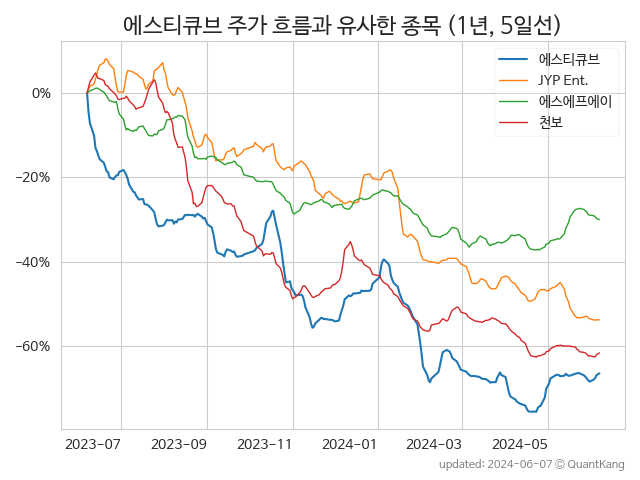 에스티큐브 주가 흐름과 유사한 종목 (1년, 5일선)
에스티큐브
JYP Ent.
에스에프에이
천보
0%
−20%
−40%
−60%
2023-07
2023-09
2023-11
2024-01
2024-03
2024-05
updated: 2024-06-07 © QuantKang